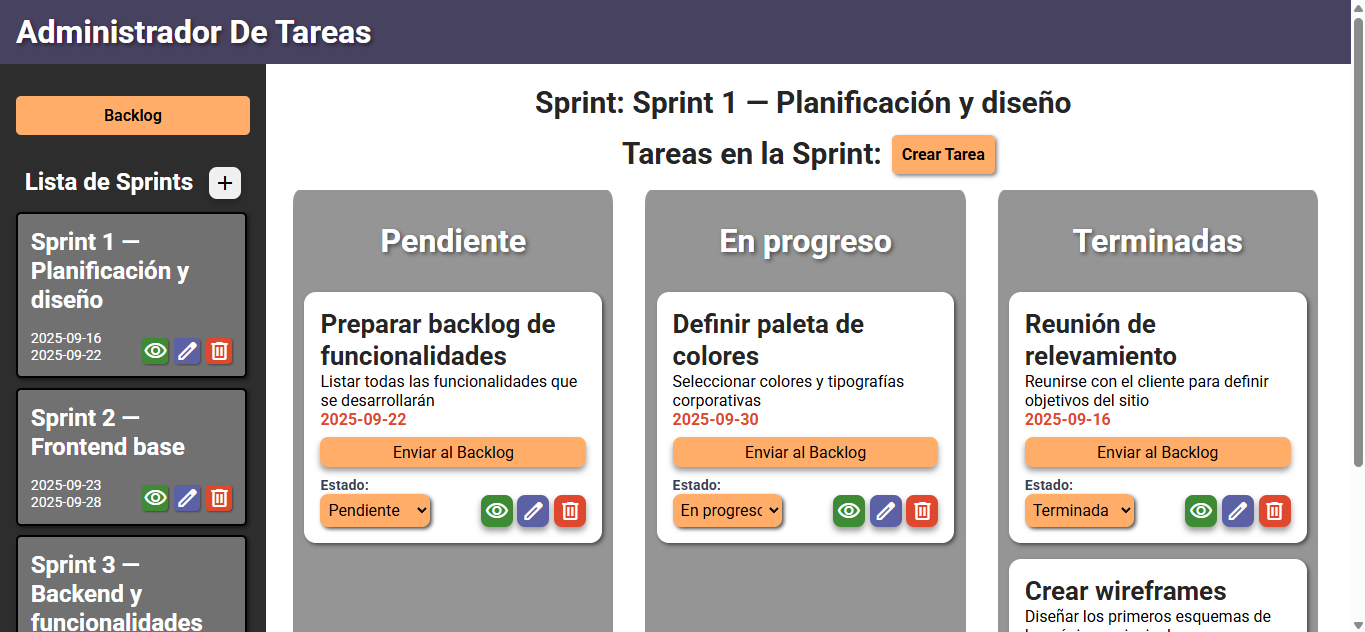 Administrador De Tareas
Backlog
Lista de Sprints
+
Sprint 1 —
Planificación y
diseño
2025-09-16
2025-09-22
Sprint 2 —
Frontend base
2025-09-23
2025-09-28
Sprint 3 —
Backend y
funcionalidades
Sprint: Sprint 1 — Planificación y diseño
Tareas en la Sprint:
Crear Tarea
Pendiente
Preparar backlog de
funcionalidades
Listar todas las funcionalidades que
se desarrollarán
2025-09-22
Enviar al Backlog
Estado:
Pendiente
En progreso
Definir paleta de
colores
Seleccionar colores y tipografías
corporativas
2025-09-30
Enviar al Backlog
Estado:
En progresc
Terminadas
Reunión de
relevamiento
Reunirse con el cliente para definir
objetivos del sitio
2025-09-16
Enviar al Backlog
Estado:
Terminada
Crear wireframes
Diseñar los primeros esquemas de